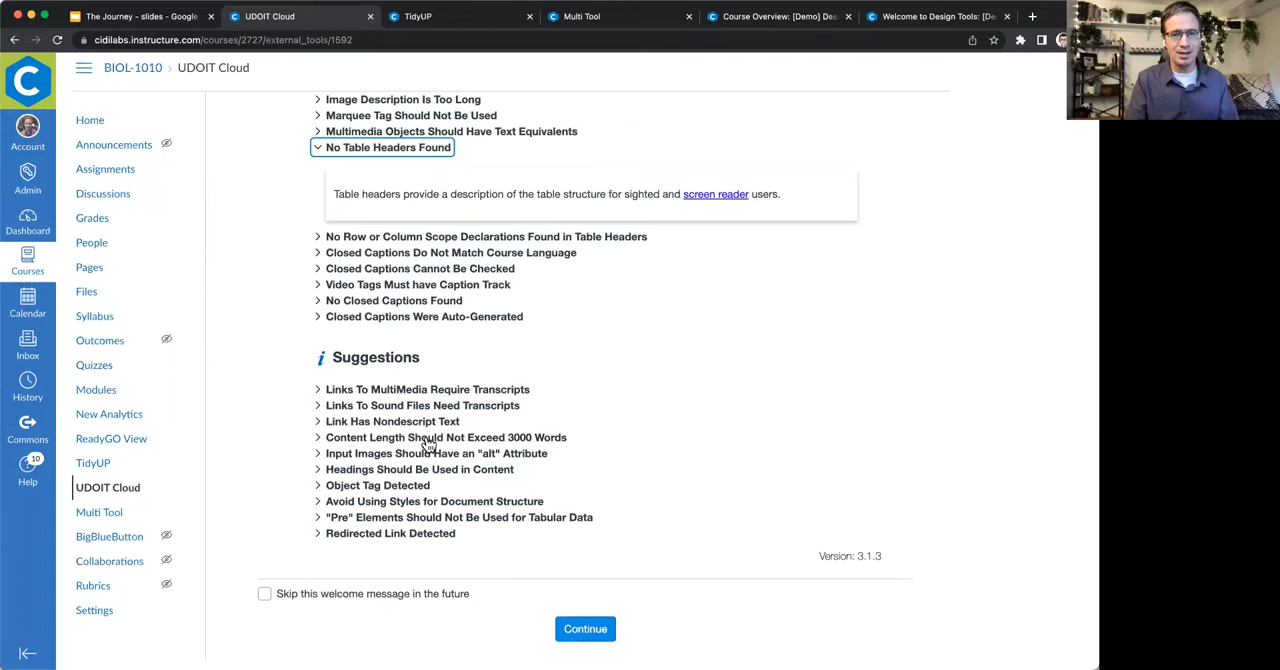 The Journey - slides - Google
UDOIT Cloud
TidyUP
Multi Tool
Course Overview: [Demo] Des
Welcome to Design Tools: [De
cidilabs.instructure.com/courses/2727/external_tools/1592
BIOL-1010 > UDOIT Cloud
Account
Admin
Dashboard
Courses
Calendar
Inbox
History
Commons
10
Help
Home
Announcements
Assignments
Discussions
Grades
People
Pages
Files
Syllabus
Outcomes
Quizzes
Modules
New Analytics
ReadyGO View
TidyUP
UDOIT Cloud
Multi Tool
BigBlueButton
Collaborations
Rubrics
Settings
Image Description Is Too Long
Marquee Tag Should Not Be Used
Multimedia Objects Should Have Text Equivalents
No Table Headers Found
Table headers provide a description of the table structure for sighted and screen reader users.
No Row or Column Scope Declarations Found in Table Headers
Closed Captions Do Not Match Course Language
Closed Captions Cannot Be Checked
Video Tags Must have Caption Track
No Closed Captions Found
Closed Captions Were Auto-Generated
i Suggestions
Links To MultiMedia Require Transcripts
Links To Sound Files Need Transcripts
Link Has Nondescript Text
Content Length Should Not Exceed 3000 Words
Input Images Should Have an "alt" Attribute
Headings Should Be Used in Content
Object Tag Detected
Avoid Using Styles for Document Structure
"Pre" Elements Should Not Be Used for Tabular Data
Redirected Link Detected
Version: 3.1.3
Skip this welcome message in the future
Continue